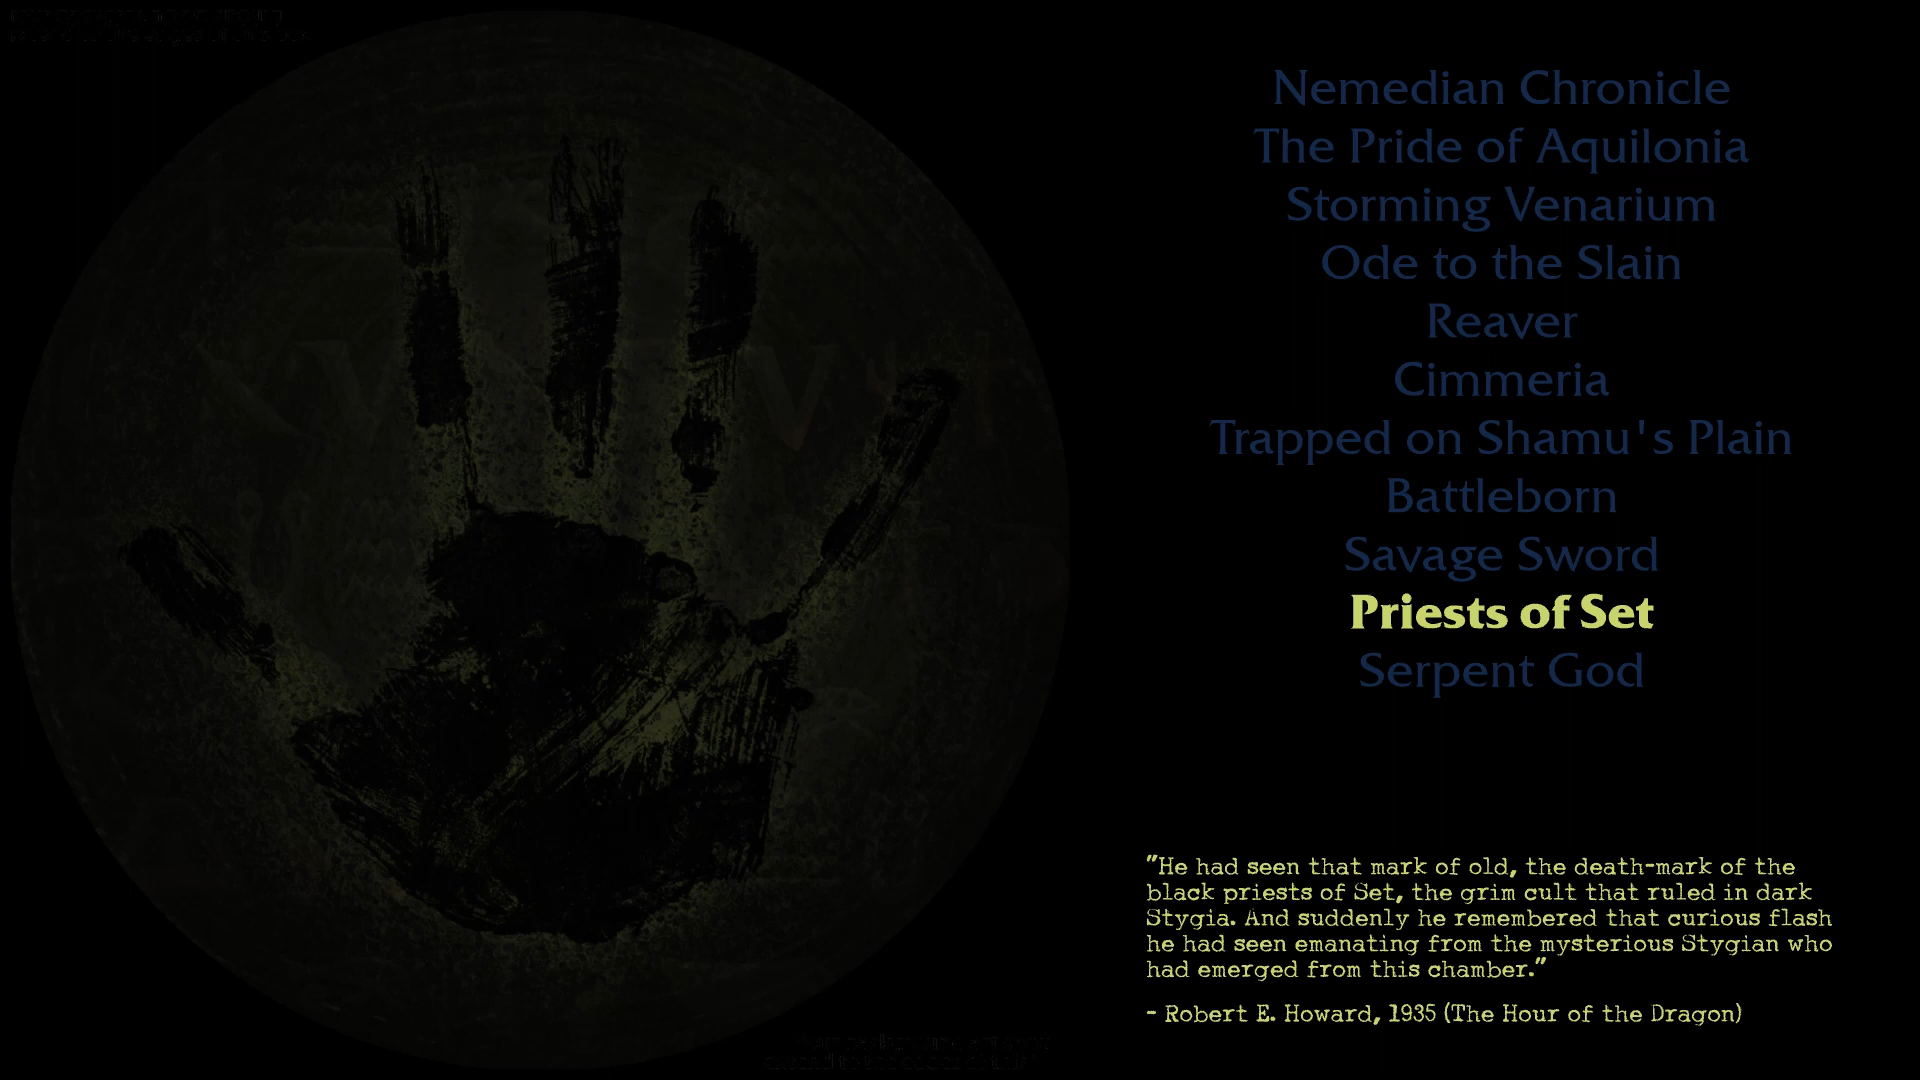 Nemedian Chronicle
The Pride of Aquilonia
Storming Venarium
Ode to the Slain
Reaver
Cimmeria
Trapped on Shamu's Plain
Battleborn
Savage Sword
Priests of Set
Serpent God
"He had seen that mark of old, the death-mark of the
black priests of Set, the grim cult that ruled in dark
Stygia. And suddenly he remembered that curious flash
he had seen emanating from the mysterious Stygian who
had emerged from this chamber."
- Robert E. Howard, 1935 (The Hour of the Dragon)